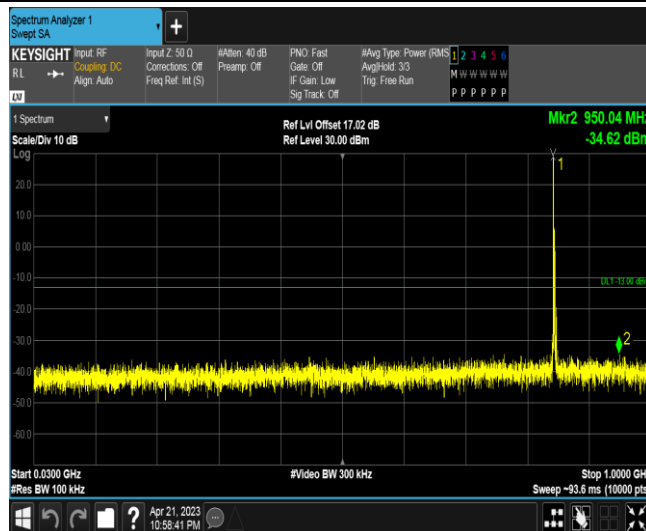 Spectrum Analyzer 1
Swept SA
KEYSIGHT
RL
Input: RF
Coupling: DC
Align: Auto
Input Z: 50 Ω
Corrections: Off
Freq Ref: Int (S)
#Atten: 40 dB
Preamp: Off
PNO: Fast
Gate: Off
IF Gain: Low
Sig Track: Off
#Avg Type: Power (RMS
Avg|Hold: 3/3
Trig: Free Run
1 2 3 4 5 6
M W W W W W
P P P P P P
1 Spectrum
Scale/Div 10 dB
Ref Lvl Offset 17.02 dB
Ref Level 30.00 dBm
Mkr2 950.04 MHz
-34.62 dBm
Log
1
20.0
10.0
0.00
-10.0
DL1 -13.00 dBm
-20.0
-30.0
2
-40.0
-50.0
-60.0
Start 0.0300 GHz
#Res BW 100 kHz
#Video BW 300 kHz
Stop 1.0000 GH
Sweep ~93.6 ms (10000 pts
?
Apr 21, 2023
10:58:41 PM